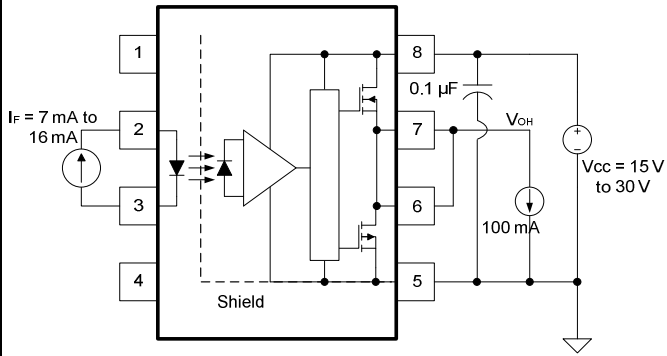 1
8
0.1 µF
IF = 7 mA to
16 mA
2
7
VOH
+
−
Vcc = 15 V
to 30 V
3
6
100 mA
4
5
Shield